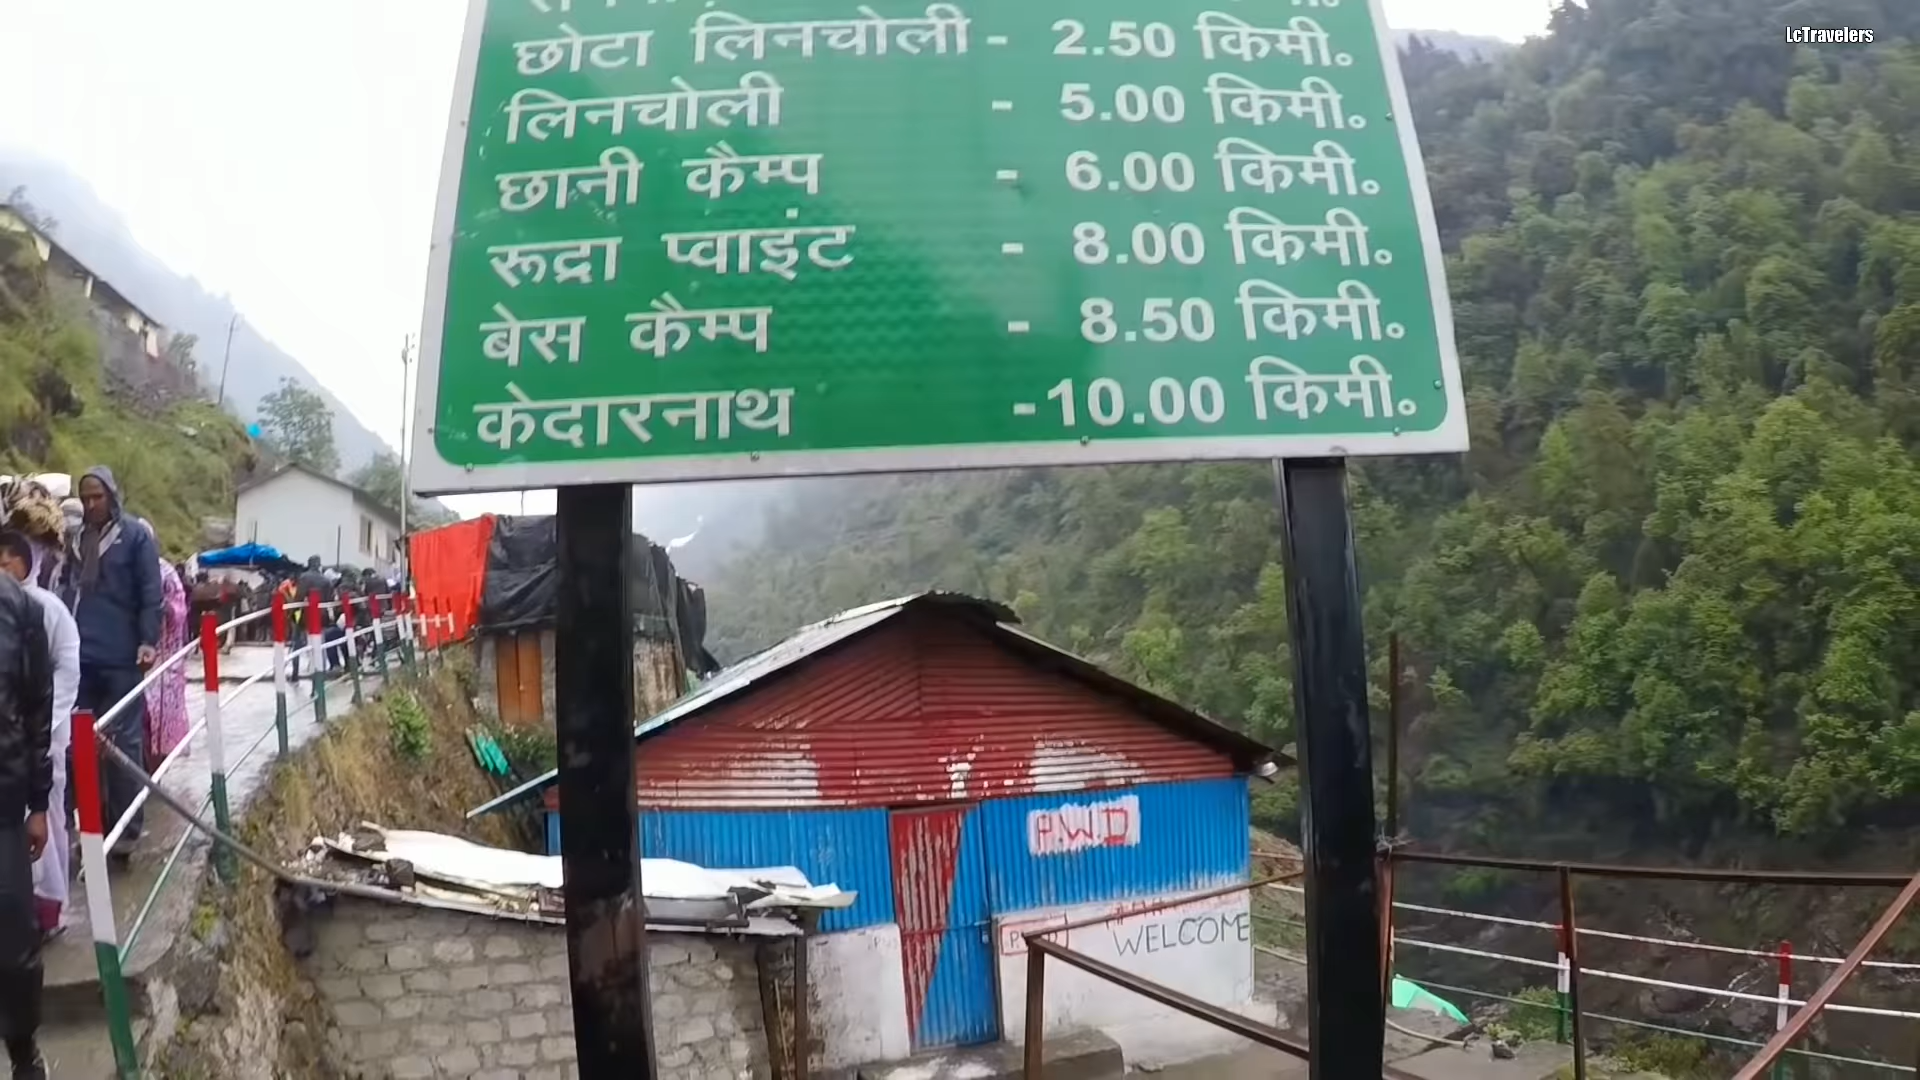 LcTravelers
छोटा लिनचोली - 2.50 किमी.
लिनचोली - 5.00 किमी.
छानी कैम्प - 6.00 किमी.
रूद्रा प्वाइंट - 8.00 किमी.
बेस कैम्प - 8.50 किमी.
केदारनाथ -10.00 किमी.
P.W.D
WELCOME